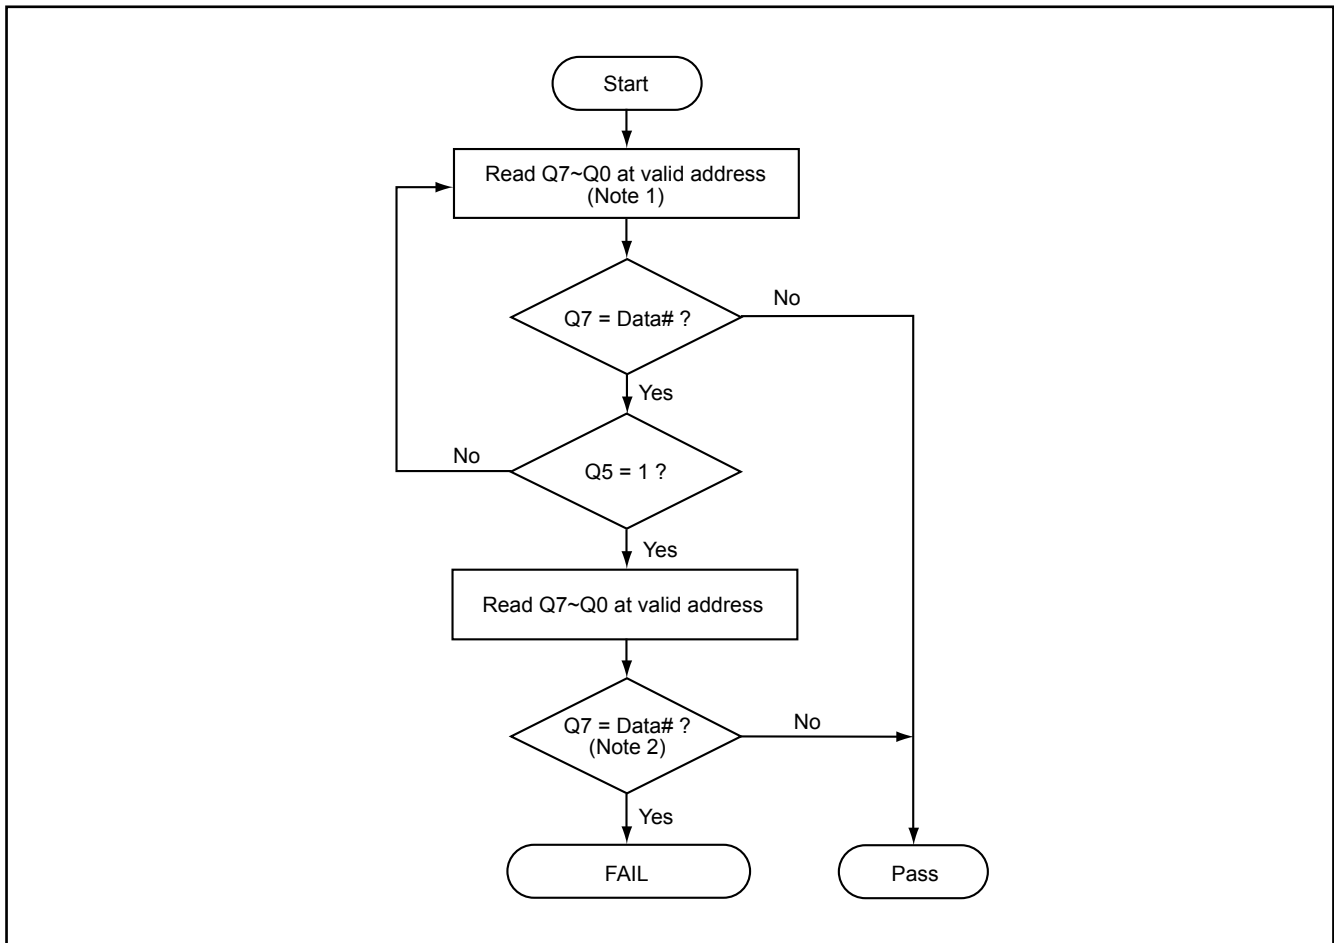 Start
Read Q7~Q0 at valid address
(Note 1)
Q7 = Data# ?
No
Yes
Q5 = 1 ?
No
Yes
Read Q7~Q0 at valid address
Q7 = Data# ?
(Note 2)
No
Yes
FAIL
Pass